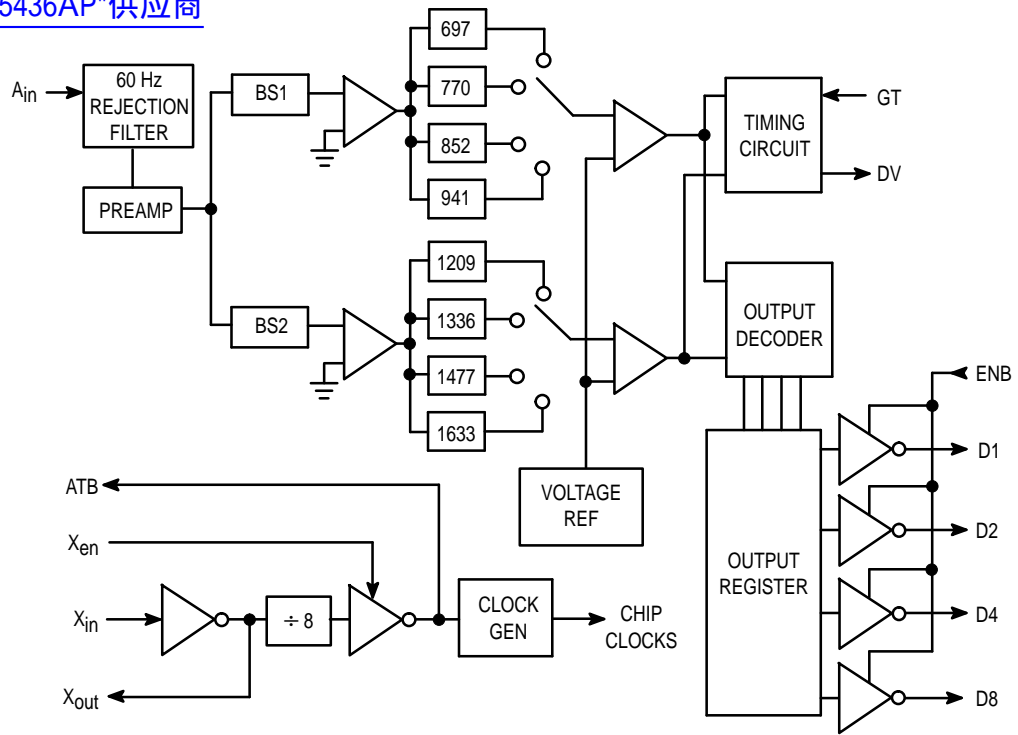 5436AP"供应商
A_in
60 Hz
REJECTION
FILTER
PREAMP
BS1
BS2
697
770
852
941
1209
1336
1477
1633
TIMING
CIRCUIT
GT
DV
OUTPUT
DECODER
ENB
D1
D2
D4
D8
OUTPUT
REGISTER
VOLTAGE
REF
ATB
X_en
X_in
÷ 8
CLOCK
GEN
CHIP
CLOCKS
X_out